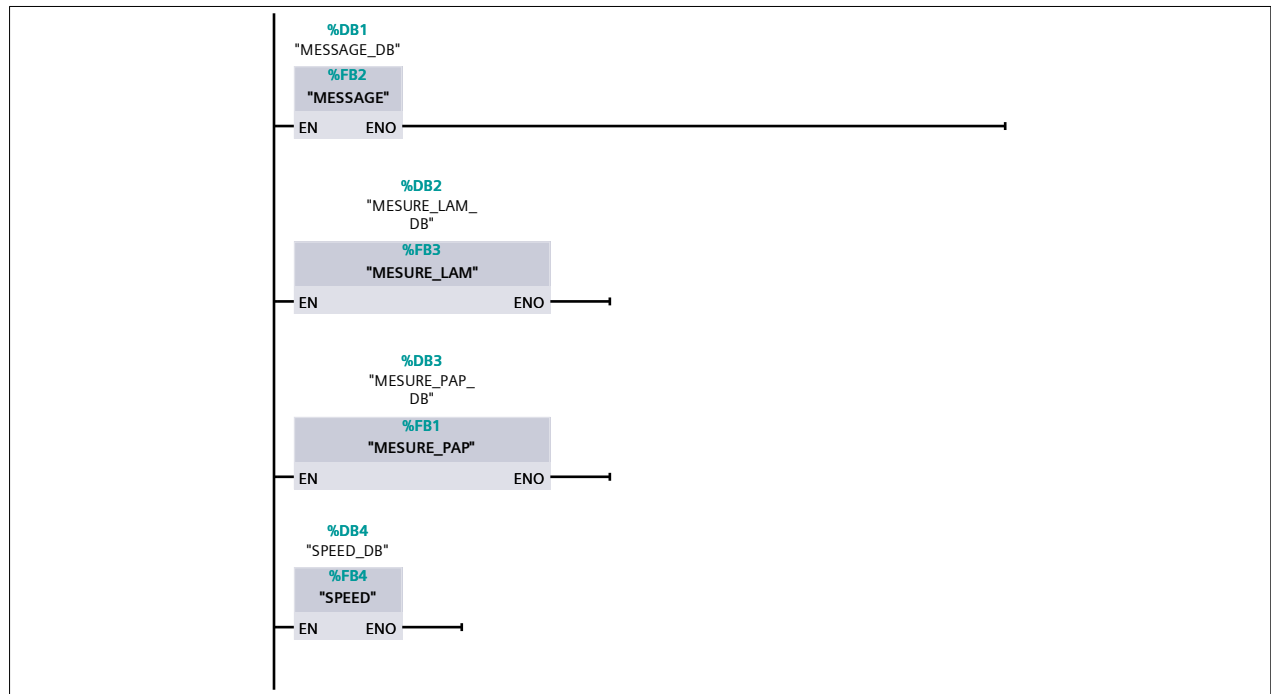 %DB1
"MESSAGE_DB"
%FB2
"MESSAGE"
EN ENO
%DB2
"MESURE_LAM_
DB"
%FB3
"MESURE_LAM"
EN ENO
%DB3
"MESURE_PAP_
DB"
%FB1
"MESURE_PAP"
EN ENO
%DB4
"SPEED_DB"
%FB4
"SPEED"
EN ENO